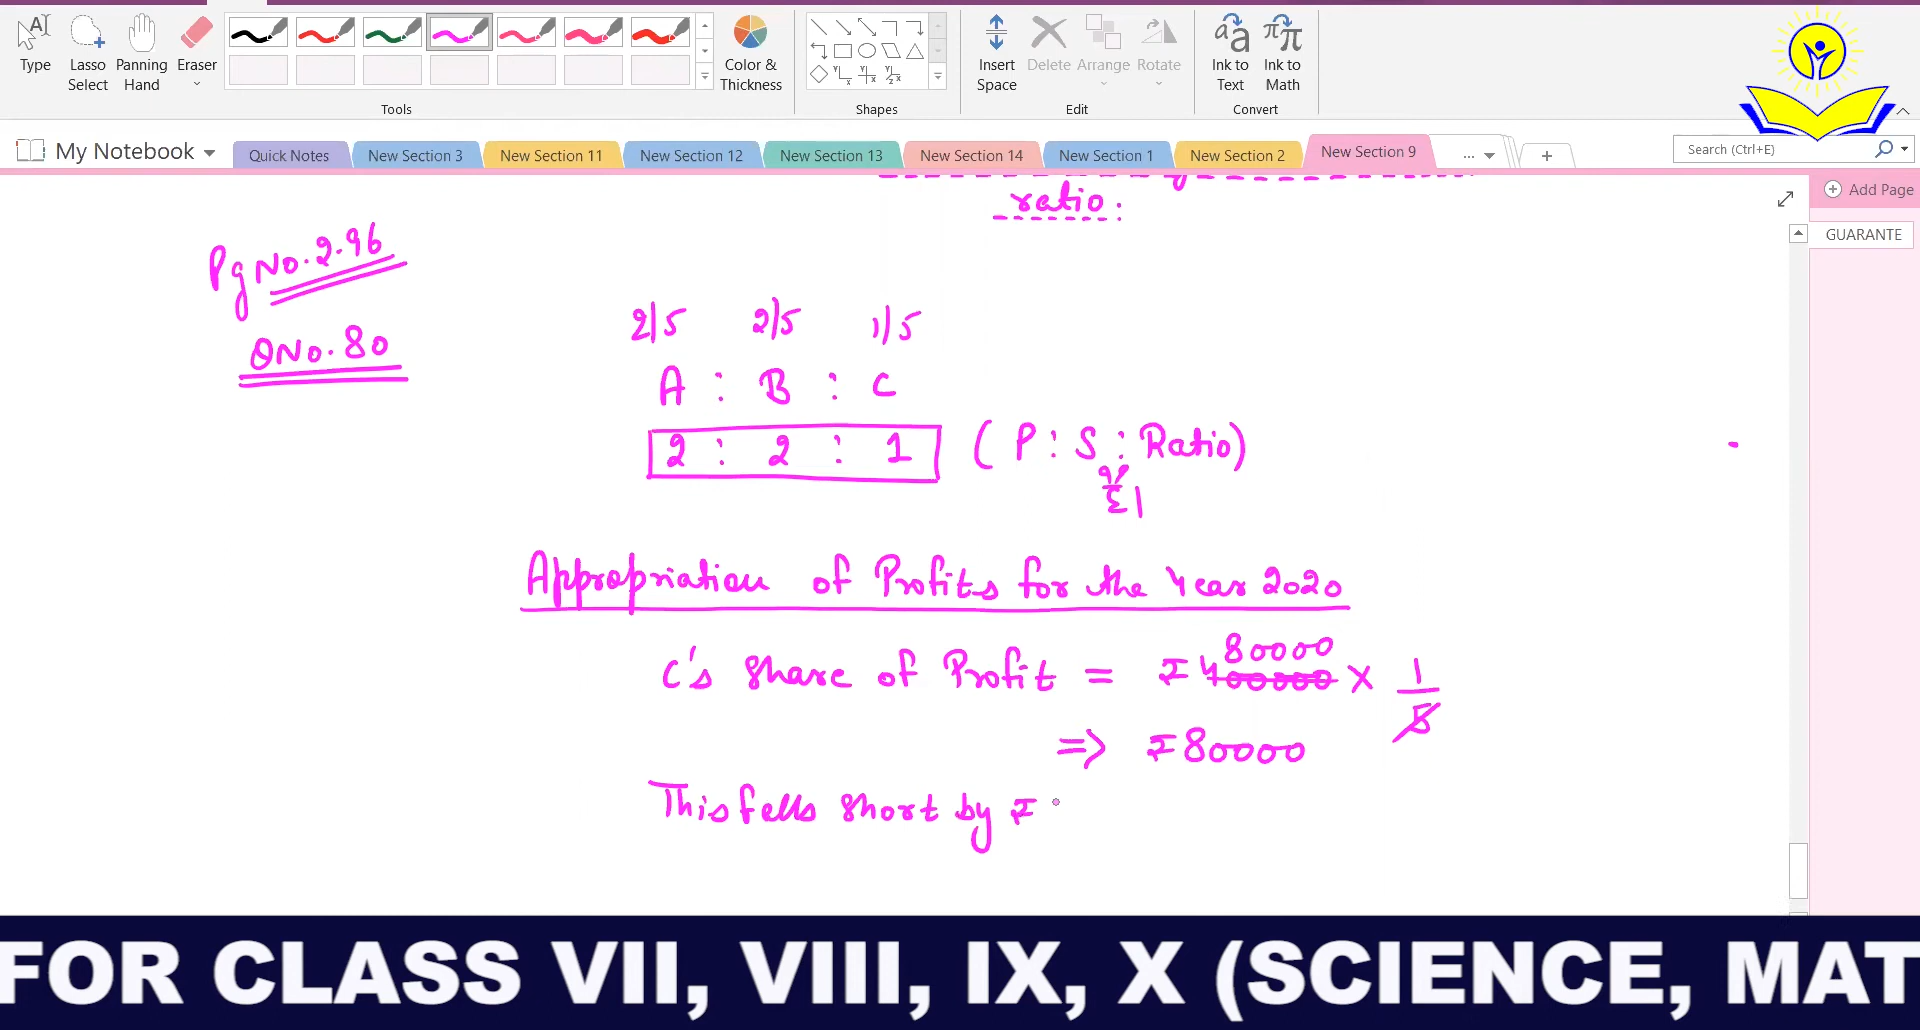 Type
Lasso Select
Panning Hand
Eraser
Color & Thickness
Insert Space
Delete
Arrange
Rotate
Ink to Text
Ink to Math
Tools
Shapes
Edit
Convert
My Notebook
Quick Notes
New Section 3
New Section 11
New Section 12
New Section 13
New Section 14
New Section 1
New Section 2
New Section 9
...
Search (Ctrl+E)
Add Page
GUARANTE
ratio.
Pg No. 2.96
QNo. 80
2/5 2/5 1/5
A : B : C
2 : 2 : 1 (P : S : Ratio)
Appropriation of Profits for the Year 2020
80000
C's Share of Profit = ₹400000 × 1/5
=> ₹80000
This falls short by ₹
FOR CLASS VII, VIII, IX, X (SCIENCE, MAT